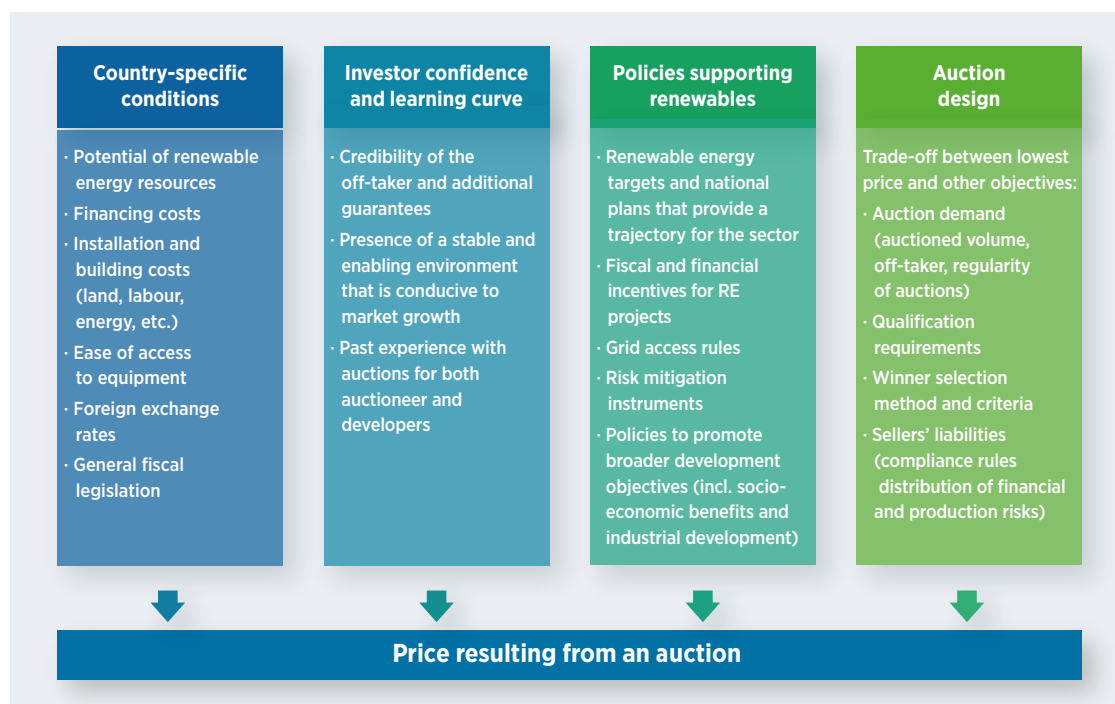 Country-specific
conditions
· Potential of renewable
energy resources
· Financing costs
· Installation and
building costs
(land, labour,
energy, etc.)
· Ease of access
to equipment
· Foreign exchange
rates
· General fiscal
legislation
Investor confidence
and learning curve
· Credibility of the
off-taker and additional
guarantees
· Presence of a stable and
enabling environment
that is conducive to
market growth
· Past experience with
auctions for both
auctioneer and
developers
Policies supporting
renewables
· Renewable energy
targets and national
plans that provide a
trajectory for the sector
· Fiscal and financial
incentives for RE
projects
· Grid access rules
· Risk mitigation
instruments
· Policies to promote
broader development
objectives (incl. socio-
economic benefits and
industrial development)
Auction
design
Trade-off between lowest
price and other objectives:
· Auction demand
(auctioned volume,
off-taker, regularity
of auctions)
· Qualification
requirements
· Winner selection
method and criteria
· Sellers’ liabilities
(compliance rules
distribution of financial
and production risks)
Price resulting from an auction